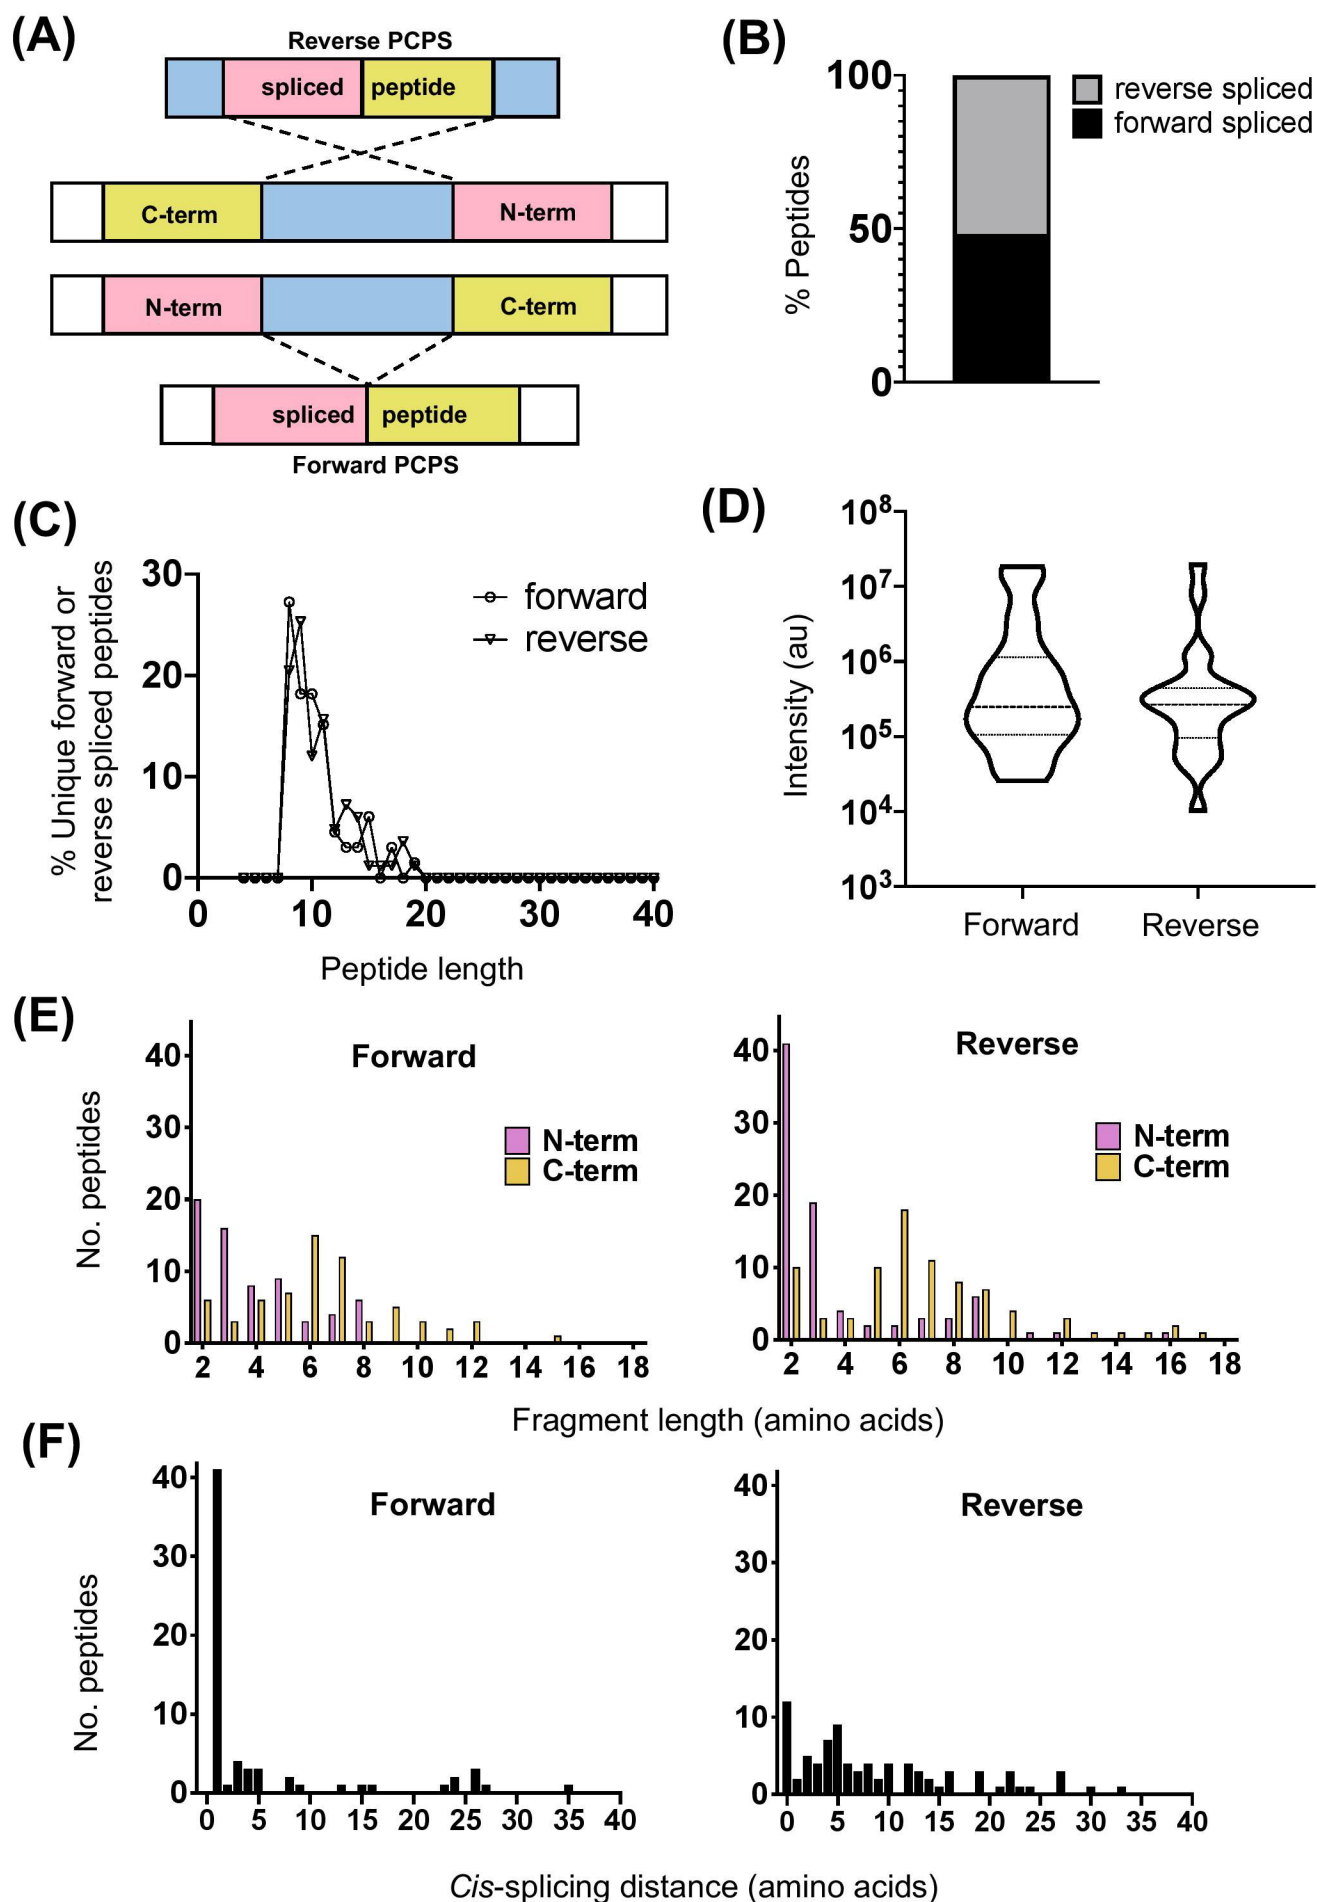 (A)
Reverse PCPS
spliced peptide
C-term N-term
N-term C-term
spliced peptide
Forward PCPS
(B)
100
50
0
% Peptides
reverse spliced
forward spliced
(C)
% Unique forward or
reverse spliced peptides
30
20
10
0
0 10 20 30 40
Peptide length
forward
reverse
(D)
Intensity (au)
10⁸
10⁷
10⁶
10⁵
10⁴
10³
Forward Reverse
(E)
No. peptides
Forward
40
30
20
10
0
2 4 6 8 10 12 14 16 18
N-term
C-term
Reverse
40
30
20
10
0
2 4 6 8 10 12 14 16 18
N-term
C-term
Fragment length (amino acids)
(F)
No. peptides
Forward
40
30
20
10
0
0 5 10 15 20 25 30 35 40
Reverse
40
30
20
10
0
0 5 10 15 20 25 30 35 40
Cis-splicing distance (amino acids)